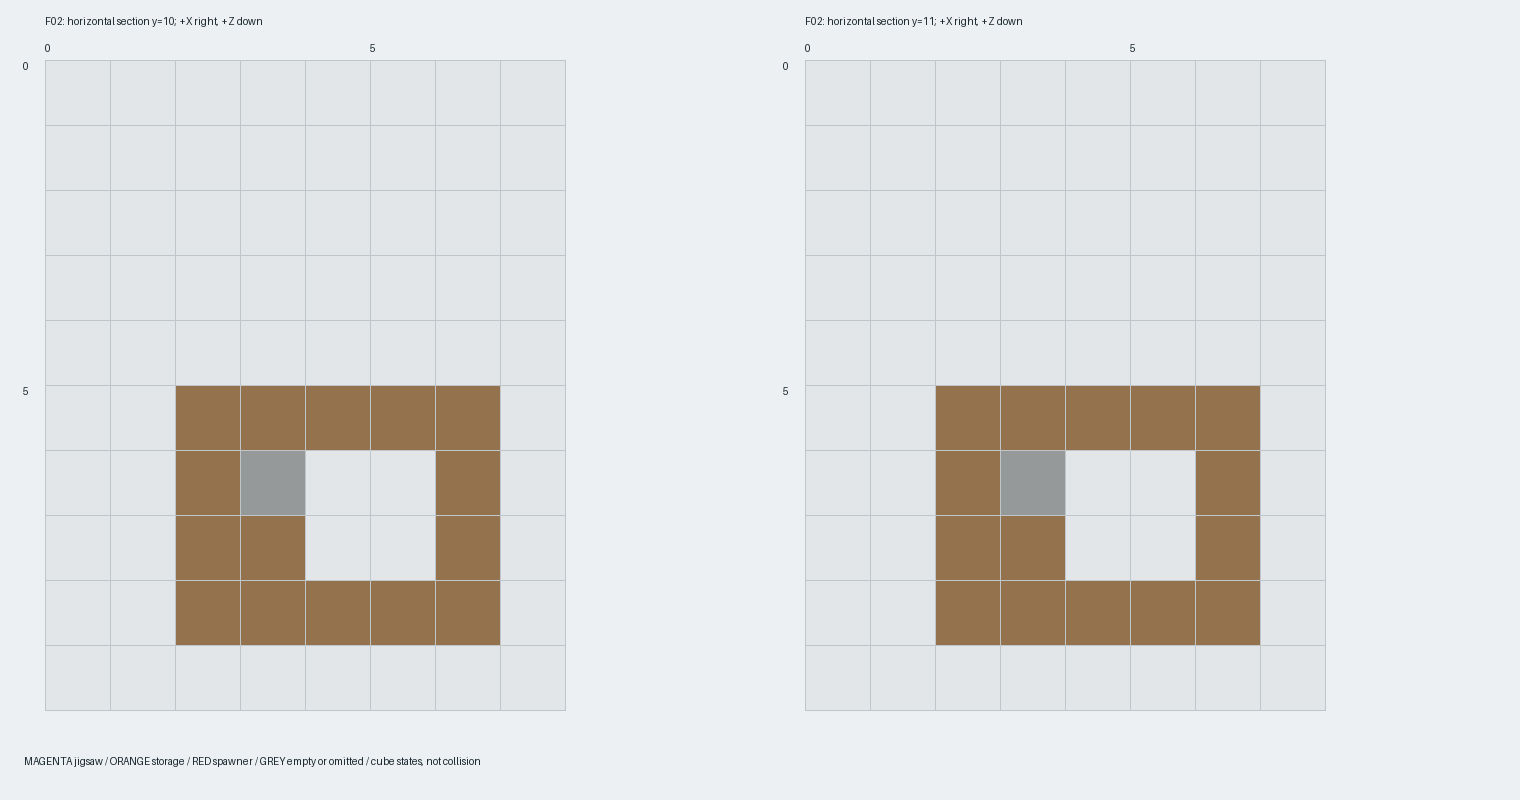 F02: horizontal section y=10; +X right, +Z down
F02: horizontal section y=11; +X right, +Z down
0 5
0 5
0
0
5
5
MAGENTA jigsaw / ORANGE storage / RED spawner / GREY empty or omitted / cube states, not collision